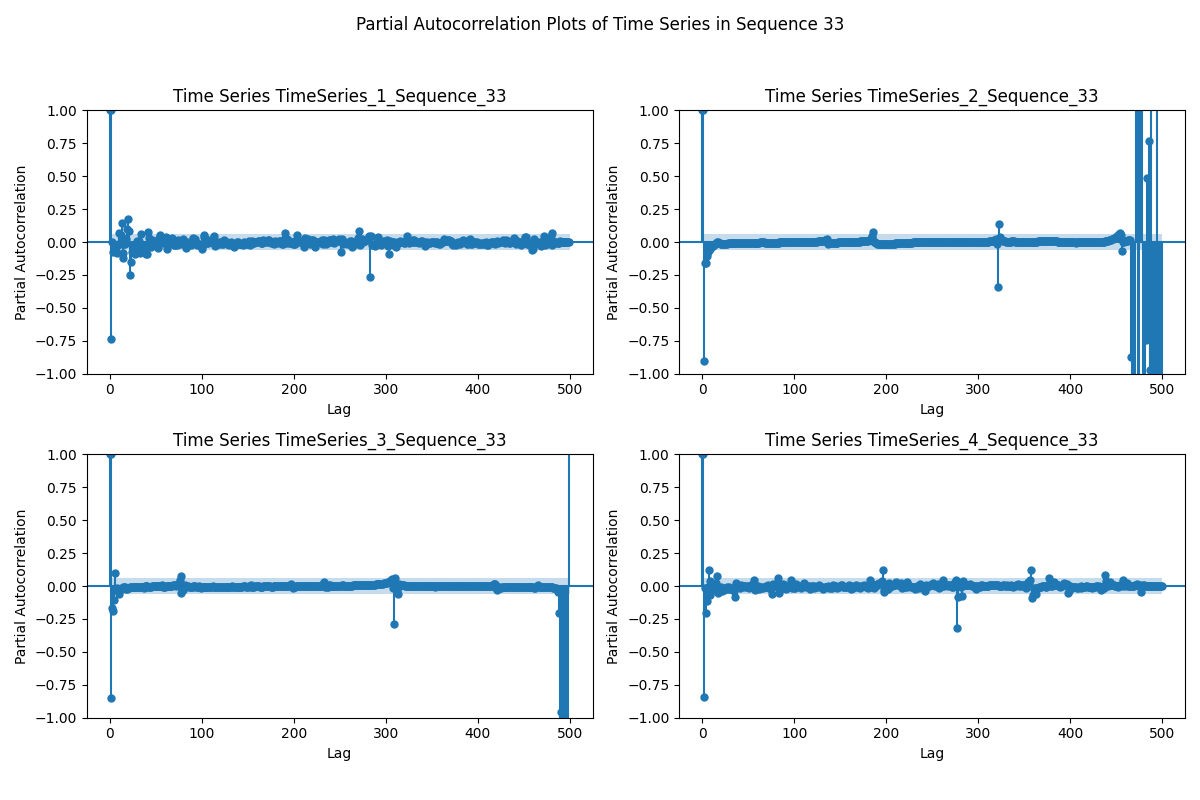 Partial Autocorrelation Plots of Time Series in Sequence 33
Time Series TimeSeries_1_Sequence_33
1.00
0.75
0.50
0.25
0.00
−0.25
−0.50
−0.75
−1.00
Partial Autocorrelation
0 100 200 300 400 500
Lag
Time Series TimeSeries_2_Sequence_33
1.00
0.75
0.50
0.25
0.00
−0.25
−0.50
−0.75
−1.00
Partial Autocorrelation
0 100 200 300 400 500
Lag
Time Series TimeSeries_3_Sequence_33
1.00
0.75
0.50
0.25
0.00
−0.25
−0.50
−0.75
−1.00
Partial Autocorrelation
0 100 200 300 400 500
Lag
Time Series TimeSeries_4_Sequence_33
1.00
0.75
0.50
0.25
0.00
−0.25
−0.50
−0.75
−1.00
Partial Autocorrelation
0 100 200 300 400 500
Lag